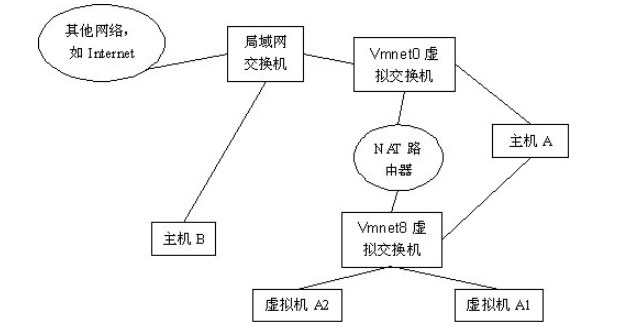 其他网络，
如 Internet
局域网
交换机
Vmnet0 虚
拟交换机
NAT 路
由器
主机 A
主机 B
Vmnet8 虚
拟交换机
虚拟机 A2
虚拟机 A1